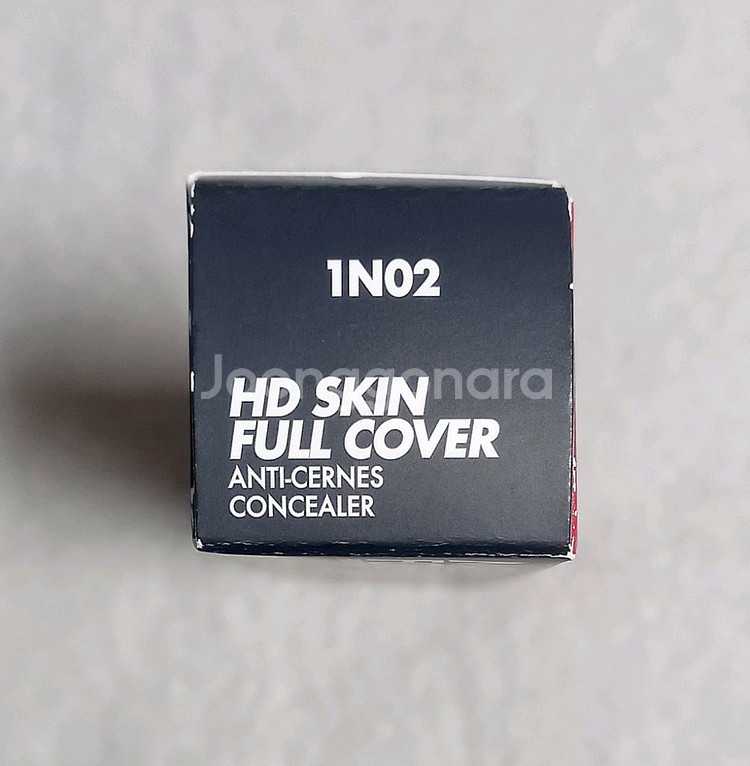 1N02
Joonggonara
HD SKIN
FULL COVER
ANTI-CERNES
CONCEALER